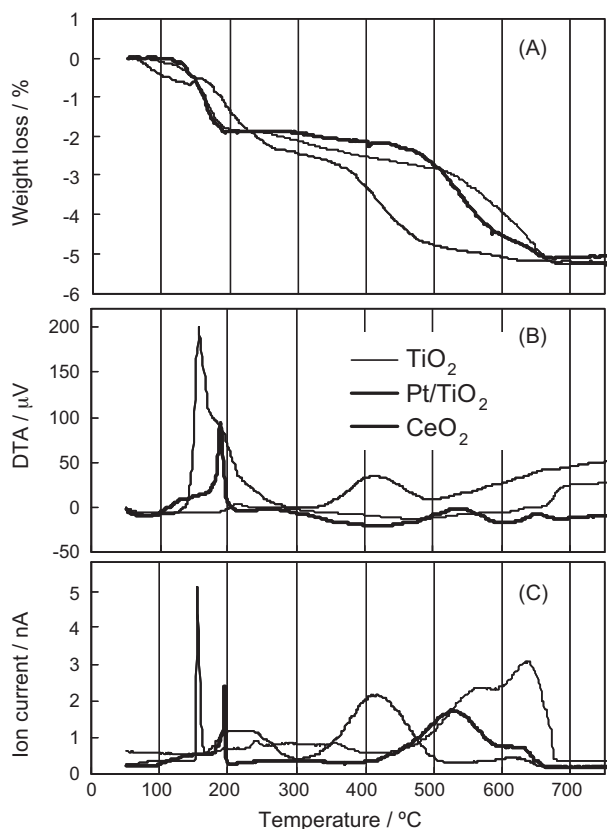 (A)
1
0
-1
-2
-3
-4
-5
-6
Weight loss / %
(B)
200
150
100
50
0
-50
DTA / μV
TiO₂
Pt/TiO₂
CeO₂
(C)
5
4
3
2
1
0
Ion current / nA
0 100 200 300 400 500 600 700
Temperature / ºC